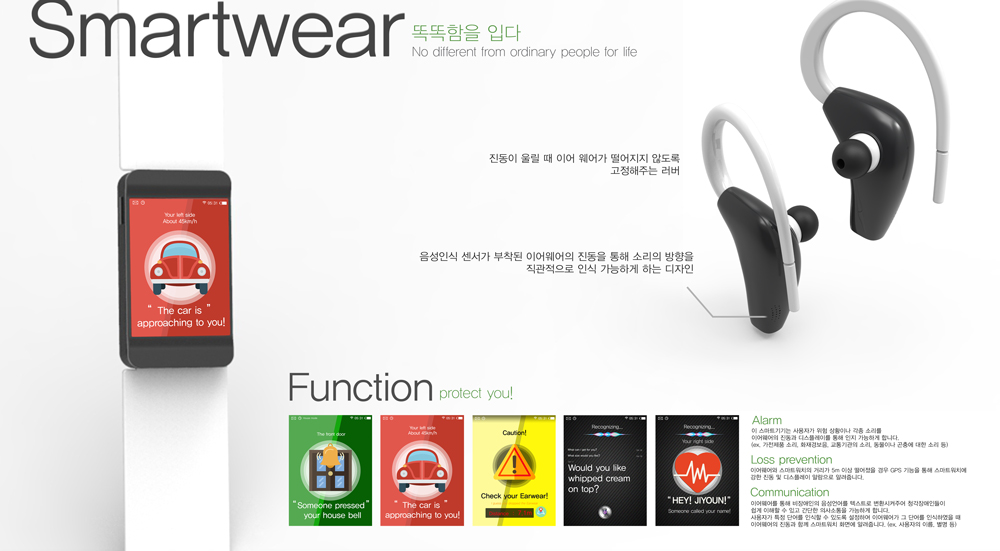 Smartwear 똑똑함을 입다
No different from ordinary people for life
진동이 울릴 때 이어 웨어가 떨어지지 않도록
고정해주는 러버
음성인식 센서가 부착된 이어웨어의 진동을 통해 소리의 방향을
직관적으로 인식 가능하게 하는 디자인
Your left side
About 45km/h
"The car is"
approaching to you!
Function protect you!
The front door
"Someone pressed
your house bell"
Your left side
About 45km/h
"The car is"
approaching to you!
Caution!
Check your Earwear!
Recognizing...
What can I get for you?
What size would you like?
Would you like
whipped cream
on top?
Recognizing...
Your right side
"HEY! JIYOUN!"
Someone called your name!
Alarm
이 스마트기기는 사용자가 위험 상황이나 각종 소리를
이어웨어의 진동과 디스플레이를 통해 인지 가능하게 합니다.
(ex. 가전제품 소리, 화재경보음, 교통기관의 소리, 동물이나 곤충에 대한 소리 등)
Loss prevention
이어웨어와 스마트워치의 거리가 5m 이상 떨어졌을 경우 GPS 기능을 통해 스마트워치에
강한 진동 및 디스플레이 알람으로 알려줍니다.
Communication
이어웨어를 통해 비장애인의 음성언어를 텍스트로 변환시켜주어 청각장애인들이
쉽게 이해할 수 있고 간단한 의사소통을 가능하게 합니다.
사용자가 특정 단어를 인식할 수 있도록 설정하여 이어웨어가 그 단어를 인식하였을 때
이어웨어의 진동과 함께 스마트워치 화면에 알려줍니다. (ex. 사용자의 이름, 별명 등)